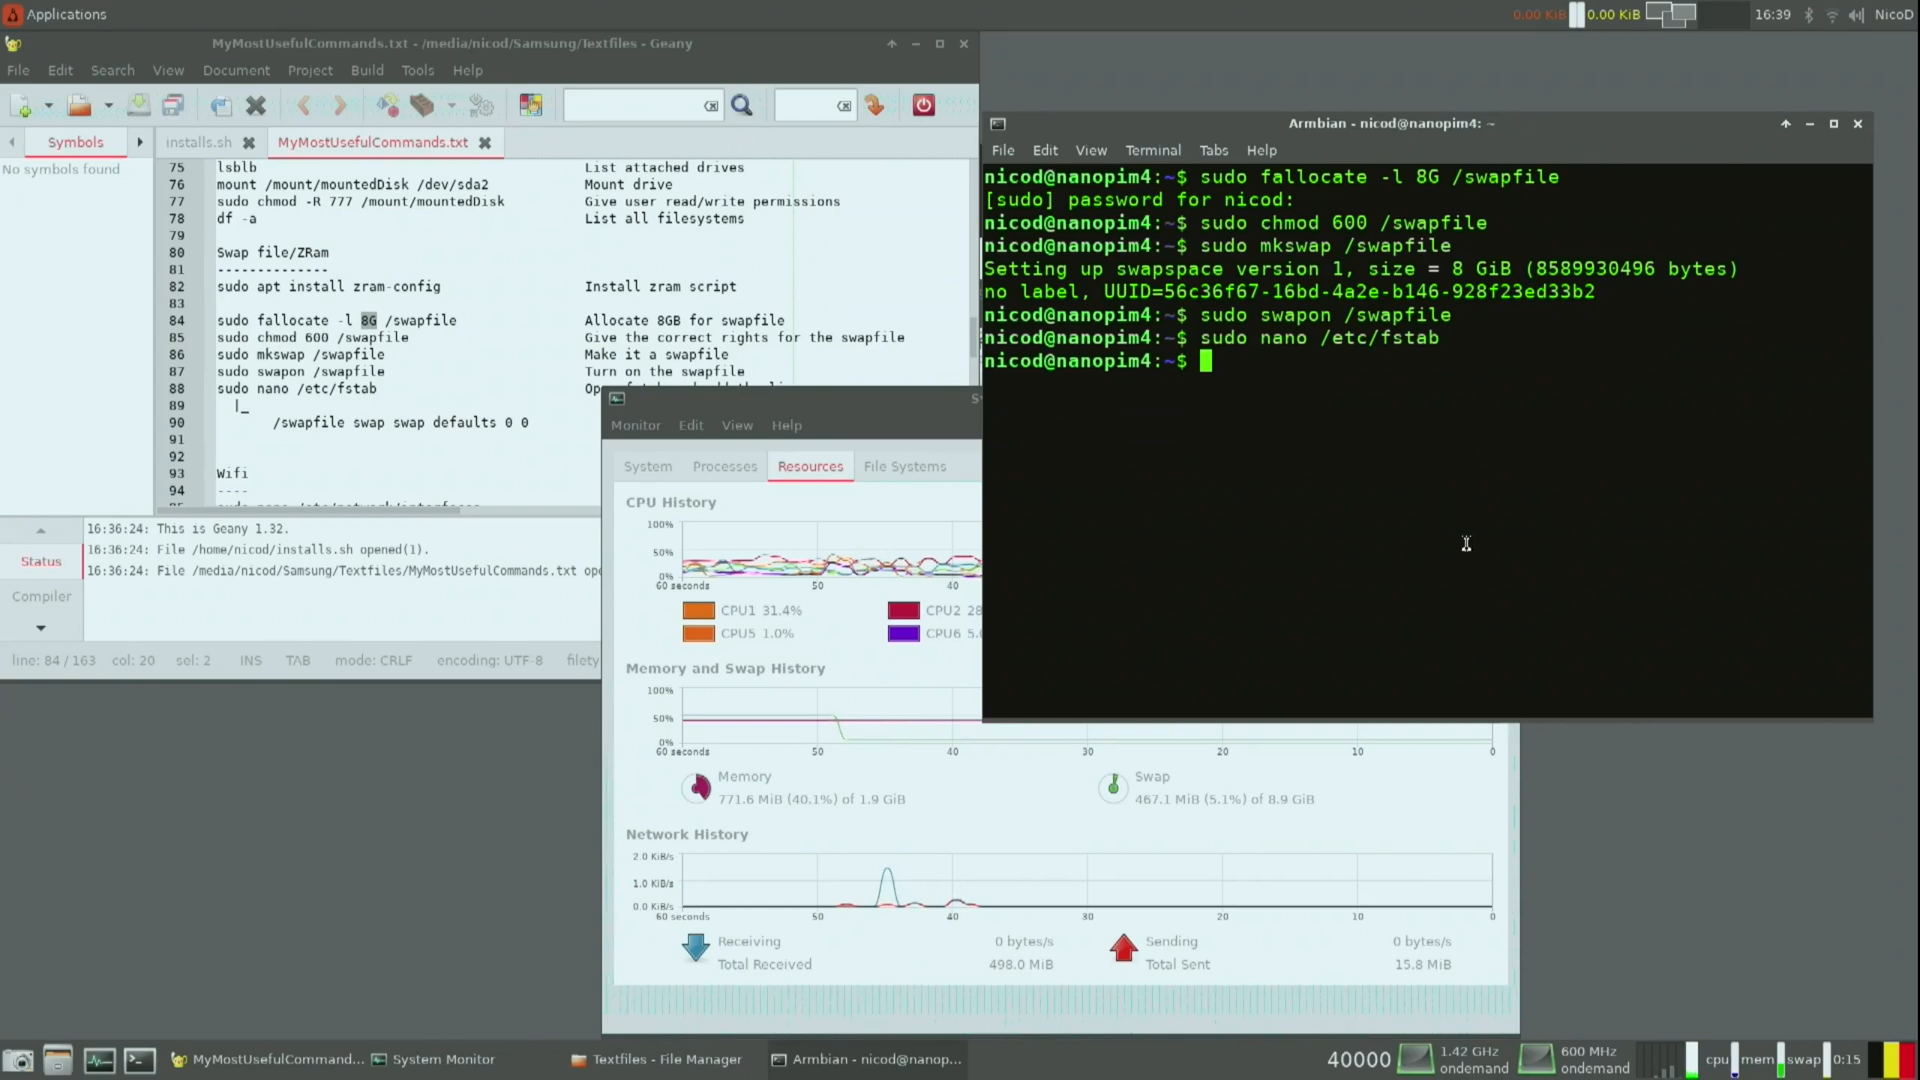 Applications
0.00 KiB 0.00 KiB 16:39 NicoD
MyMostUsefulCommands.txt - /media/nicod/Samsung/Textfiles - Geany
File Edit Search View Document Project Build Tools Help
Symbols installs.sh MyMostUsefulCommands.txt
No symbols found
75 lsblb List attached drives
76 mount /mount/mountedDisk /dev/sda2 Mount drive
77 sudo chmod -R 777 /mount/mountedDisk Give user read/write permissions
78 df -a List all filesystems
79
80 Swap file/ZRam
81 --------------
82 sudo apt install zram-config Install zram script
83
84 sudo fallocate -l 8G /swapfile Allocate 8GB for swapfile
85 sudo chmod 600 /swapfile Give the correct rights for the swapfile
86 sudo mkswap /swapfile Make it a swapfile
87 sudo swapon /swapfile Turn on the swapfile
88 sudo nano /etc/fstab
89 |_
90 /swapfile swap swap defaults 0 0
91
92
93 Wifi
94 ----
16:36:24: This is Geany 1.32.
16:36:24: File /home/nicod/installs.sh opened(1).
16:36:24: File /media/nicod/Samsung/Textfiles/MyMostUsefulCommands.txt ope
Status
Compiler
line: 84 / 163 col: 20 sel: 2 INS TAB mode: CRLF encoding: UTF-8 filety
Armbian - nicod@nanopim4: ~
File Edit View Terminal Tabs Help
nicod@nanopim4:~$ sudo fallocate -l 8G /swapfile
[sudo] password for nicod:
nicod@nanopim4:~$ sudo chmod 600 /swapfile
nicod@nanopim4:~$ sudo mkswap /swapfile
Setting up swapspace version 1, size = 8 GiB (8589930496 bytes)
no label, UUID=56c36f67-16bd-4a2e-b146-928f23ed33b2
nicod@nanopim4:~$ sudo swapon /swapfile
nicod@nanopim4:~$ sudo nano /etc/fstab
nicod@nanopim4:~$
Monitor Edit View Help
System Processes Resources File Systems
CPU History
100%
50%
0%
60 seconds 50 40
CPU1 31.4% CPU2 28
CPU5 1.0% CPU6 5.
Memory and Swap History
100%
50%
0%
60 seconds 50 40 30 20 10 0
Memory Swap
771.6 MiB (40.1%) of 1.9 GiB 467.1 MiB (5.1%) of 8.9 GiB
Network History
2.0 KiB/s
1.0 KiB/s
0.0 KiB/s
60 seconds 50 40 30 20 10 0
Receiving 0 bytes/s Sending 0 bytes/s
Total Received 498.0 MiB Total Sent 15.8 MiB
MyMostUsefulCommand... System Monitor Textfiles - File Manager Armbian - nicod@nanop...
40000 1.42 GHz ondemand 600 MHz ondemand cpu mem swap 0:15